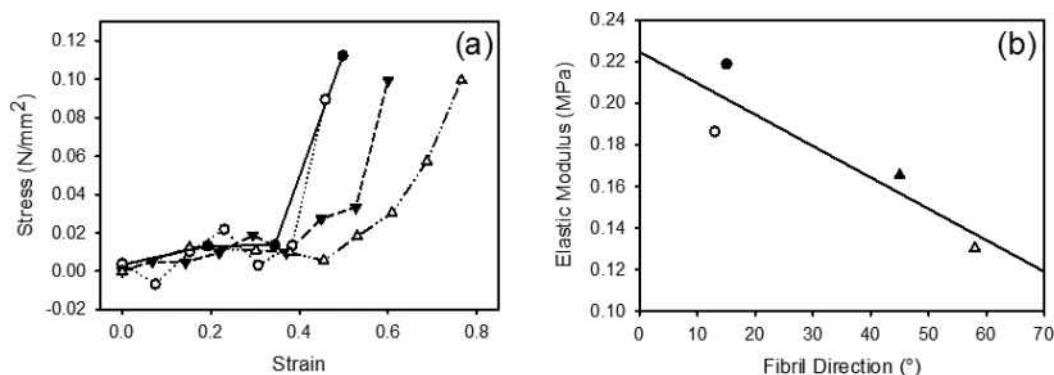 (a)
Stress (N/mm²)
0.12
0.10
0.08
0.06
0.04
0.02
0.00
-0.02
0.0 0.2 0.4 0.6 0.8
Strain
(b)
Elastic Modulus (MPa)
0.24
0.22
0.20
0.18
0.16
0.14
0.12
0.10
0 10 20 30 40 50 60 70
Fibril Direction (°)